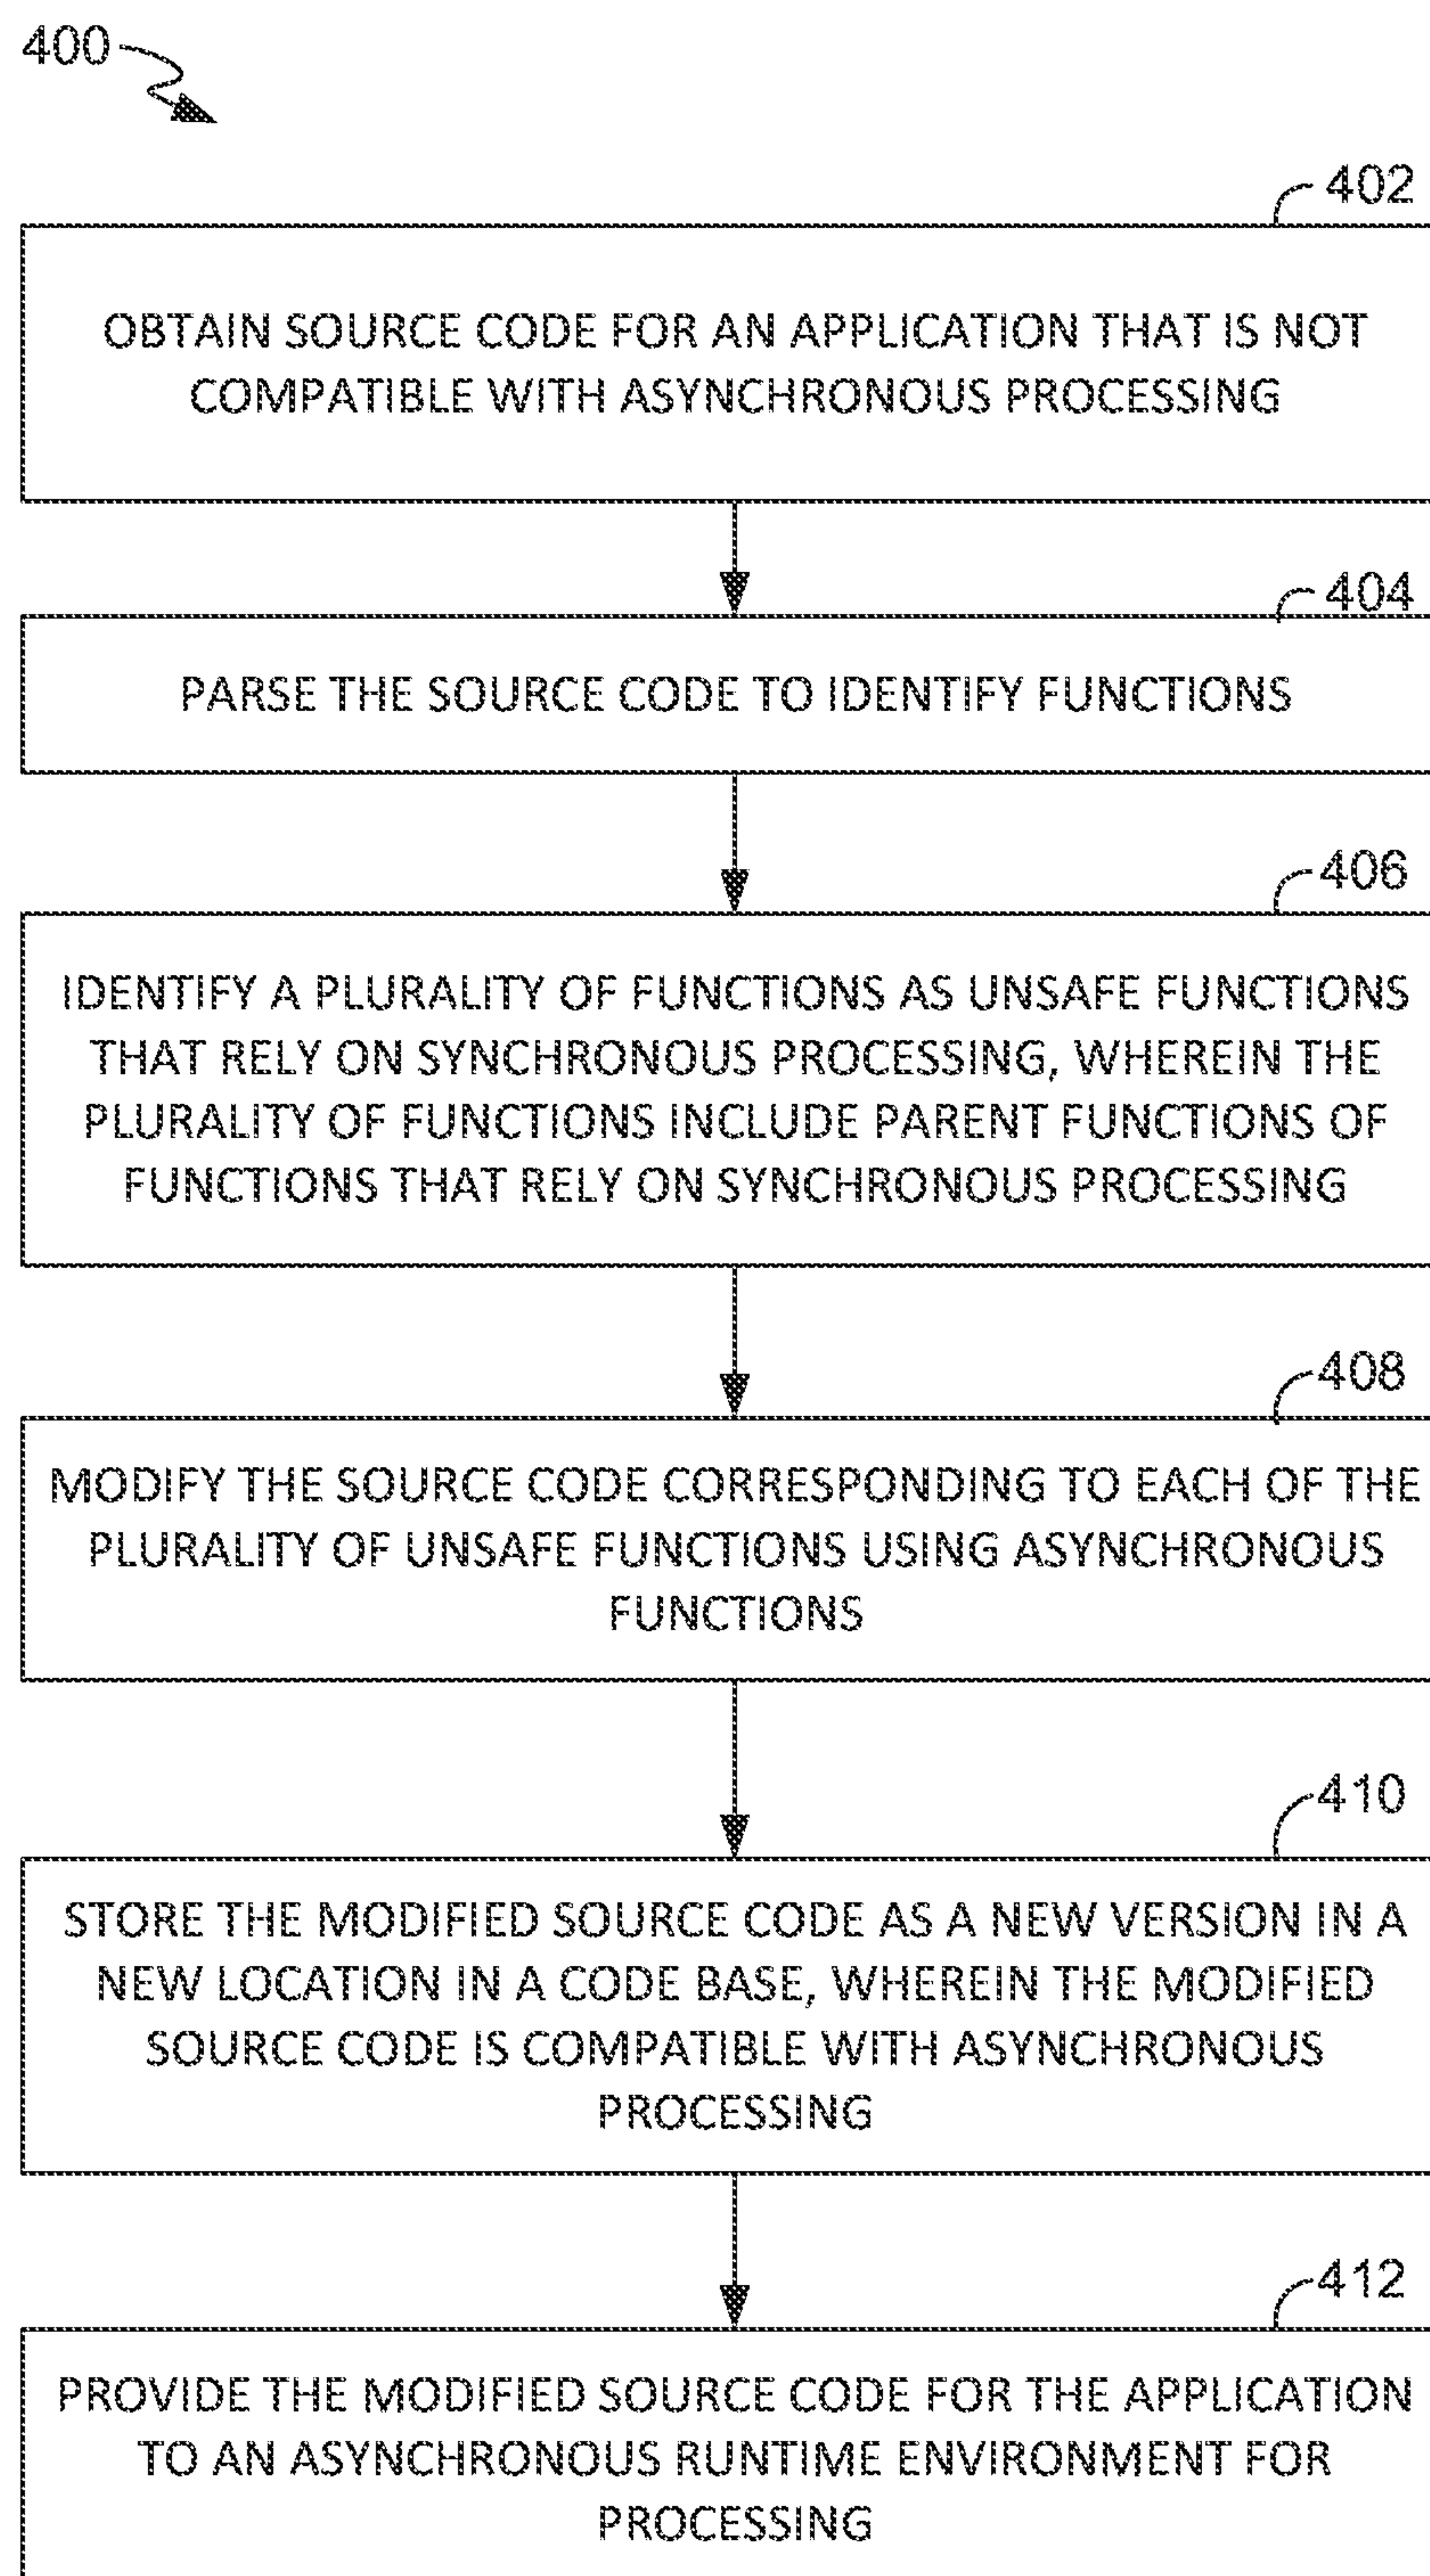 400
402
OBTAIN SOURCE CODE FOR AN APPLICATION THAT IS NOT
COMPATIBLE WITH ASYNCHRONOUS PROCESSING
404
PARSE THE SOURCE CODE TO IDENTIFY FUNCTIONS
406
IDENTIFY A PLURALITY OF FUNCTIONS AS UNSAFE FUNCTIONS
THAT RELY ON SYNCHRONOUS PROCESSING, WHEREIN THE
PLURALITY OF FUNCTIONS INCLUDE PARENT FUNCTIONS OF
FUNCTIONS THAT RELY ON SYNCHRONOUS PROCESSING
408
MODIFY THE SOURCE CODE CORRESPONDING TO EACH OF THE
PLURALITY OF UNSAFE FUNCTIONS USING ASYNCHRONOUS
FUNCTIONS
410
STORE THE MODIFIED SOURCE CODE AS A NEW VERSION IN A
NEW LOCATION IN A CODE BASE, WHEREIN THE MODIFIED
SOURCE CODE IS COMPATIBLE WITH ASYNCHRONOUS
PROCESSING
412
PROVIDE THE MODIFIED SOURCE CODE FOR THE APPLICATION
TO AN ASYNCHRONOUS RUNTIME ENVIRONMENT FOR
PROCESSING